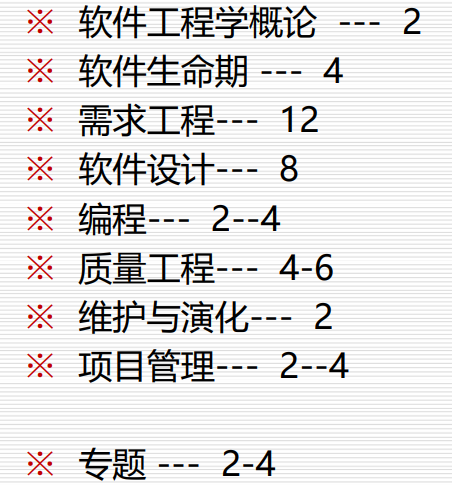 ※ 软件工程学概论 --- 2
※ 软件生命期 --- 4
※ 需求工程--- 12
※ 软件设计--- 8
※ 编程--- 2--4
※ 质量工程--- 4-6
※ 维护与演化--- 2
※ 项目管理--- 2--4
※ 专题 --- 2-4